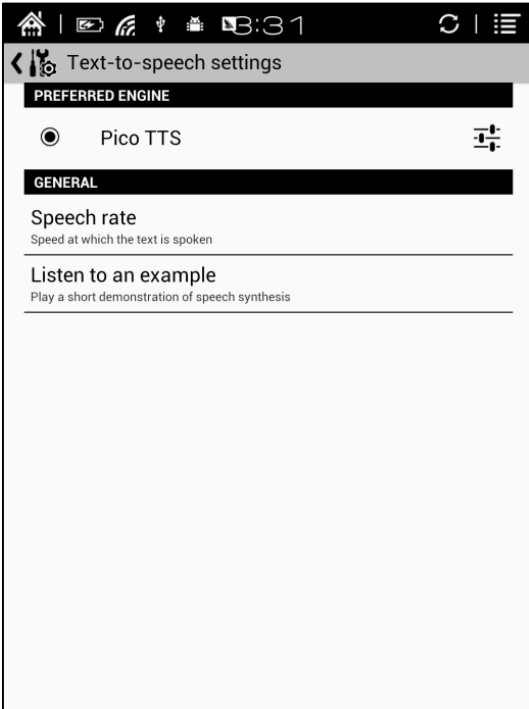 3:31
Text-to-speech settings
PREFERRED ENGINE
Pico TTS
GENERAL
Speech rate
Speed at which the text is spoken
Listen to an example
Play a short demonstration of speech synthesis